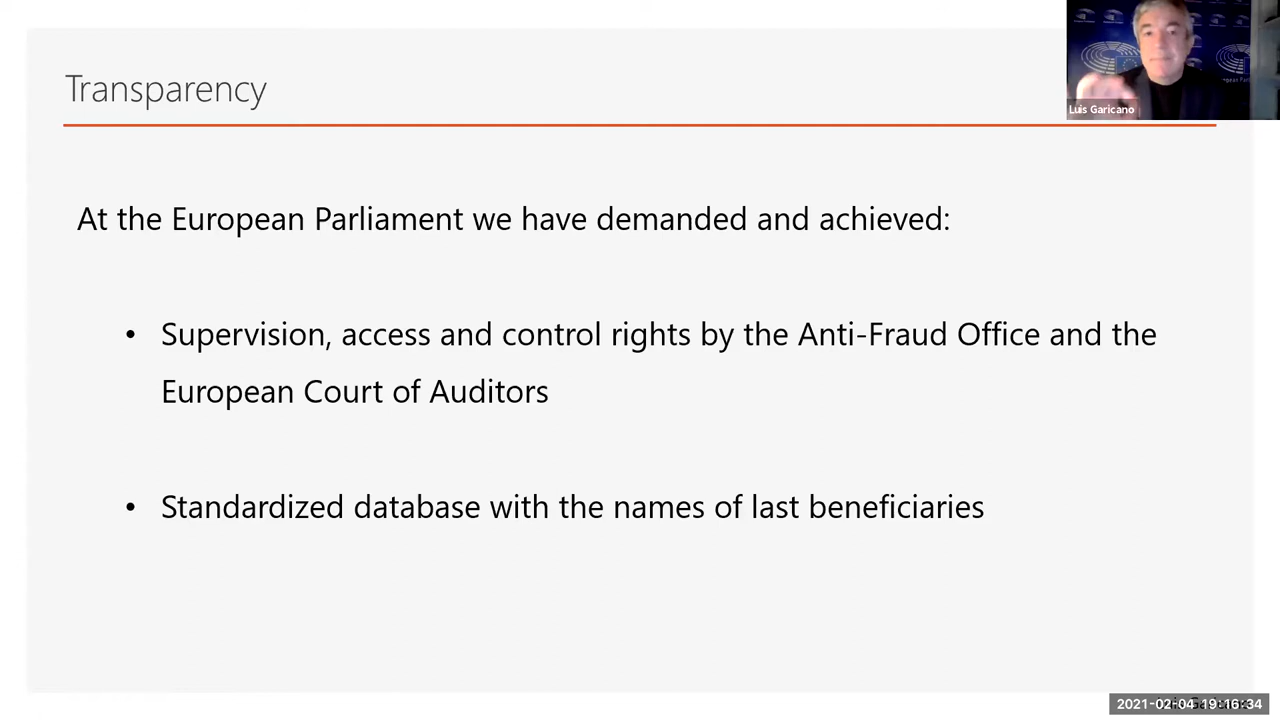 Transparency
Luis Garicano
At the European Parliament we have demanded and achieved:
• Supervision, access and control rights by the Anti-Fraud Office and the
European Court of Auditors
• Standardized database with the names of last beneficiaries
2021-02-04 19:16:34